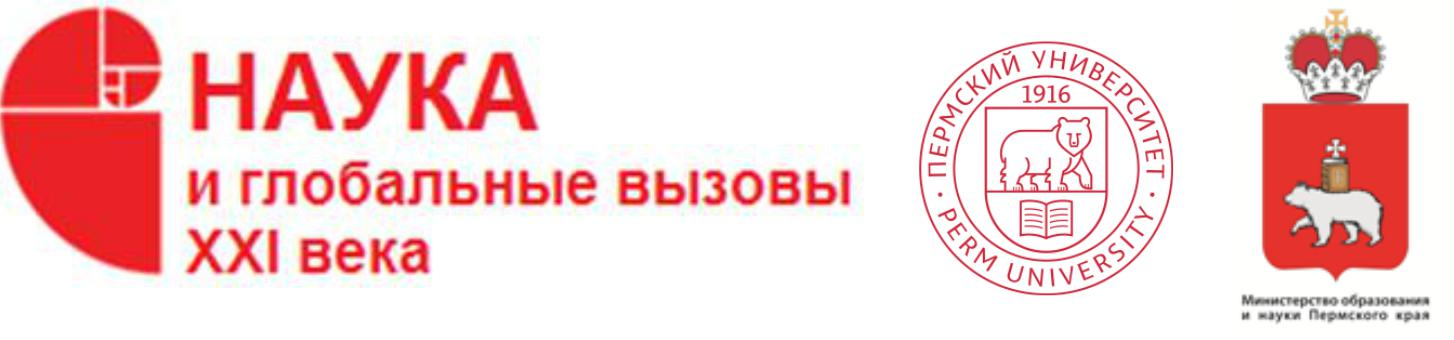 НАУКА
и глобальные вызовы
XXI века
ПЕРМСКИЙ УНИВЕРСИТЕТ
1916
PERM UNIVERSITY
Министерство образования
и науки Пермского края